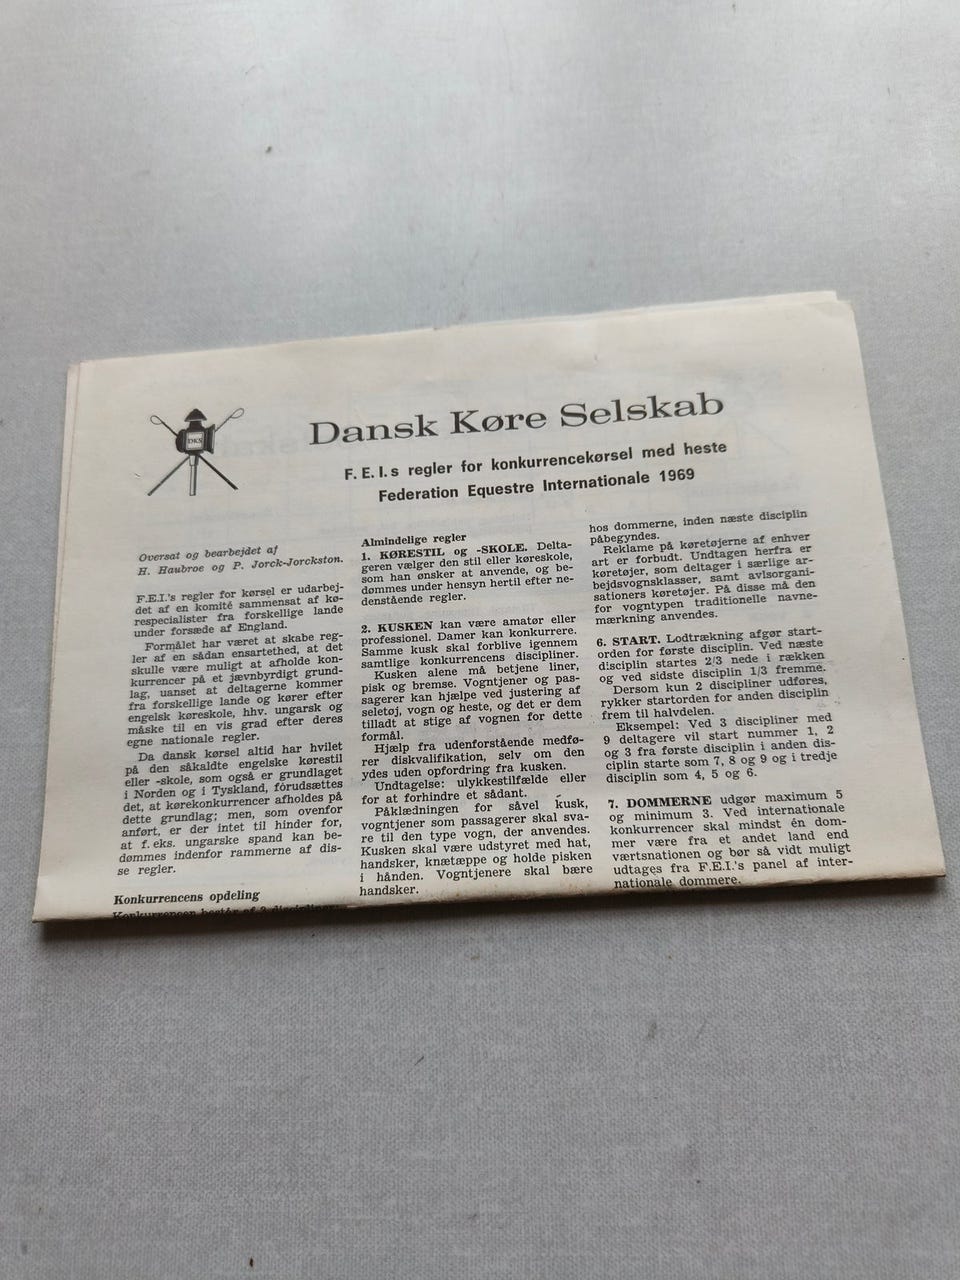 DKS
Dansk Køre Selskab
F. E. I. s regler for konkurrencekørsel med heste
Federation Equestre Internationale 1969
Oversat og bearbejdet af
H. Haubroe og P. Jorck-Jorckston.
F.E.I.'s regler for kørsel er udarbej-
det af en komité sammensat af kø-
respecialister fra forskellige lande
under forsæde af England.
Formålet har været at skabe reg-
ler af en sådan ensartethed, at det
skulle være muligt at afholde kon-
kurrencer på et jævnbyrdigt grund-
lag, uanset at deltagerne kommer
fra forskellige lande og kører efter
engelsk køreskole, hhv. ungarsk og
måske til en vis grad efter deres
egne nationale regler.
Da dansk kørsel altid har hvilet
på den såkaldte engelske kørestil
eller -skole, som også er grundlaget
i Norden og i Tyskland, forudsættes
det, at kørekonkurrencer afholdes på
dette grundlag; men, som ovenfor
anført, er der intet til hinder for,
at f. eks. ungarske spand kan be-
dømmes indenfor rammerne af dis-
se regler.
Konkurrencens opdeling
Konkurrencen består af 3 discipliner
Almindelige regler
1. KØRESTIL og -SKOLE. Delta-
geren vælger den stil eller køreskole,
som han ønsker at anvende, og be-
dømmes under hensyn hertil efter ne-
denstående regler.
2. KUSKEN kan være amatør eller
professionel. Damer kan konkurrere.
Samme kusk skal forblive igennem
samtlige konkurrencens discipliner.
Kusken alene må betjene liner,
pisk og bremse. Vogntjener og pas-
sagerer kan hjælpe ved justering af
seletøj, vogn og heste, og det er dem
tilladt at stige af vognen for dette
formål.
Hjælp fra udenforstående medfø-
rer diskvalifikation, selv om den
ydes uden opfordring fra kusken.
Undtagelse: ulykkestilfælde eller
for at forhindre et sådant.
Påklædningen for såvel kusk,
vogntjener som passagerer skal sva-
re til den type vogn, der anvendes.
Kusken skal være udstyret med hat,
handsker, knætæppe og holde pisken
i hånden. Vogntjenere skal bære
handsker.
hos dommerne, inden næste disciplin
påbegyndes.
Reklame på køretøjerne af enhver
art er forbudt. Undtagen herfra er
køretøjer, som deltager i særlige ar-
bejdsvognsklasser, samt avlsorgani-
sationers køretøjer. På disse må den
for vogntypen traditionelle navne-
mærkning anvendes.
6. START. Lodtrækning afgør start-
orden for første disciplin. Ved næste
disciplin startes 2/3 nede i rækken
og ved sidste disciplin 1/3 fremme.
Dersom kun 2 discipliner udføres,
rykker startorden for anden disciplin
frem til halvdelen.
Eksempel: Ved 3 discipliner med
9 deltagere vil start nummer 1, 2
og 3 fra første disciplin i anden dis-
ciplin starte som 7, 8 og 9 og i tredje
disciplin som 4, 5 og 6.
7. DOMMERNE udgør maximum 5
og minimum 3. Ved internationale
konkurrencer skal mindst én dom-
mer være fra et andet land end
værtsnationen og bør så vidt muligt
udtages fra F.E.I.'s panel af inter-
nationale dommere.